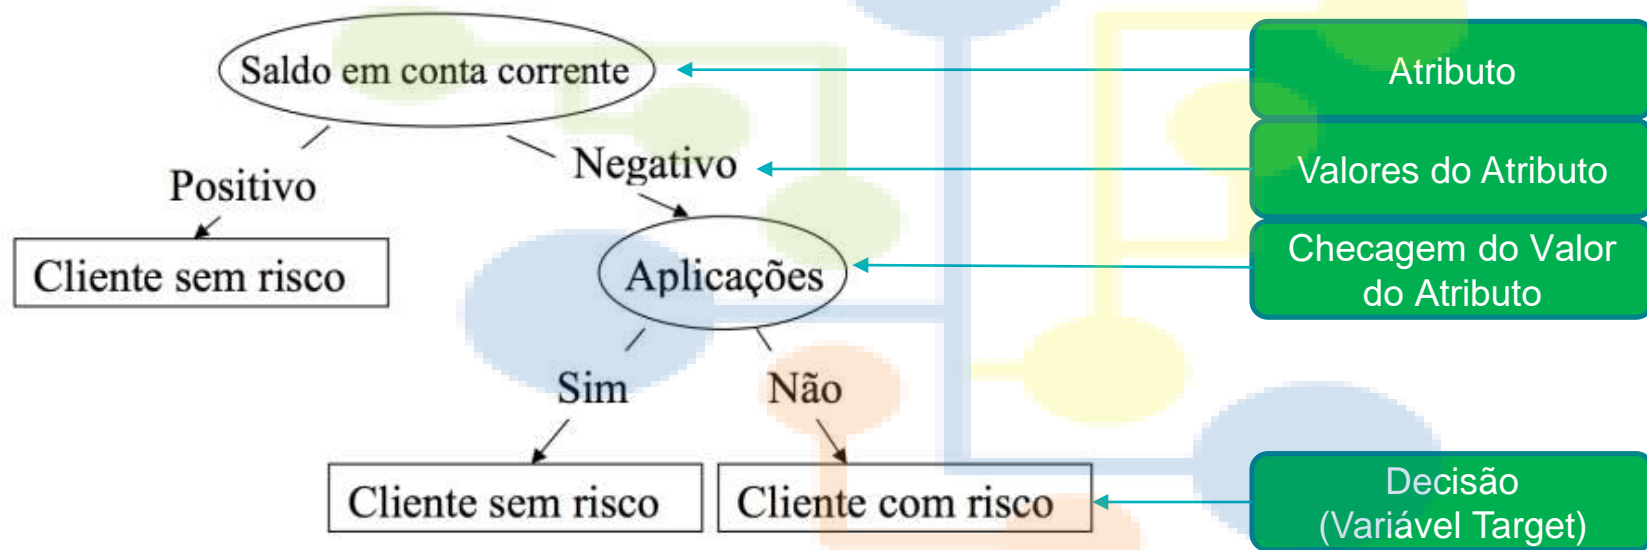 Saldo em conta corrente
Atributo
Negativo
Valores do Atributo
Positivo
Cliente sem risco
Aplicações
Checagem do Valor
do Atributo
Sim
Não
Cliente sem risco
Cliente com risco
Decisão
(Variável Target)